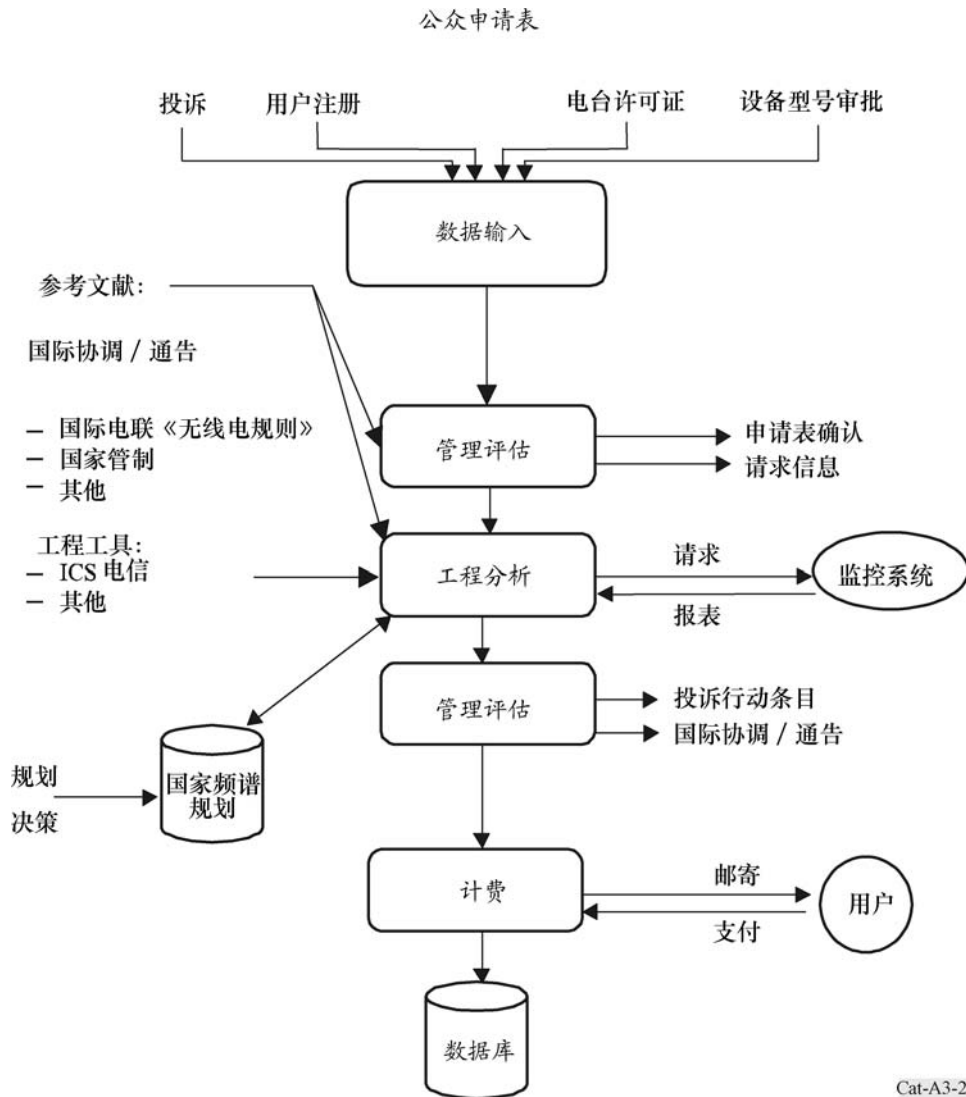 公众申请表
投诉
用户注册
电台许可证
设备型号审批
数据输入
参考文献：
国际协调 / 通告
– 国际电联《无线电规则》
– 国家管制
– 其他
管理评估
申请表确认
请求信息
工程工具：
– ICS 电信
– 其他
工程分析
请求
报表
监控系统
管理评估
投诉行动条目
国际协调 / 通告
规划
决策
国家频谱
规划
计费
邮寄
支付
用户
数据库
Cat-A3-2